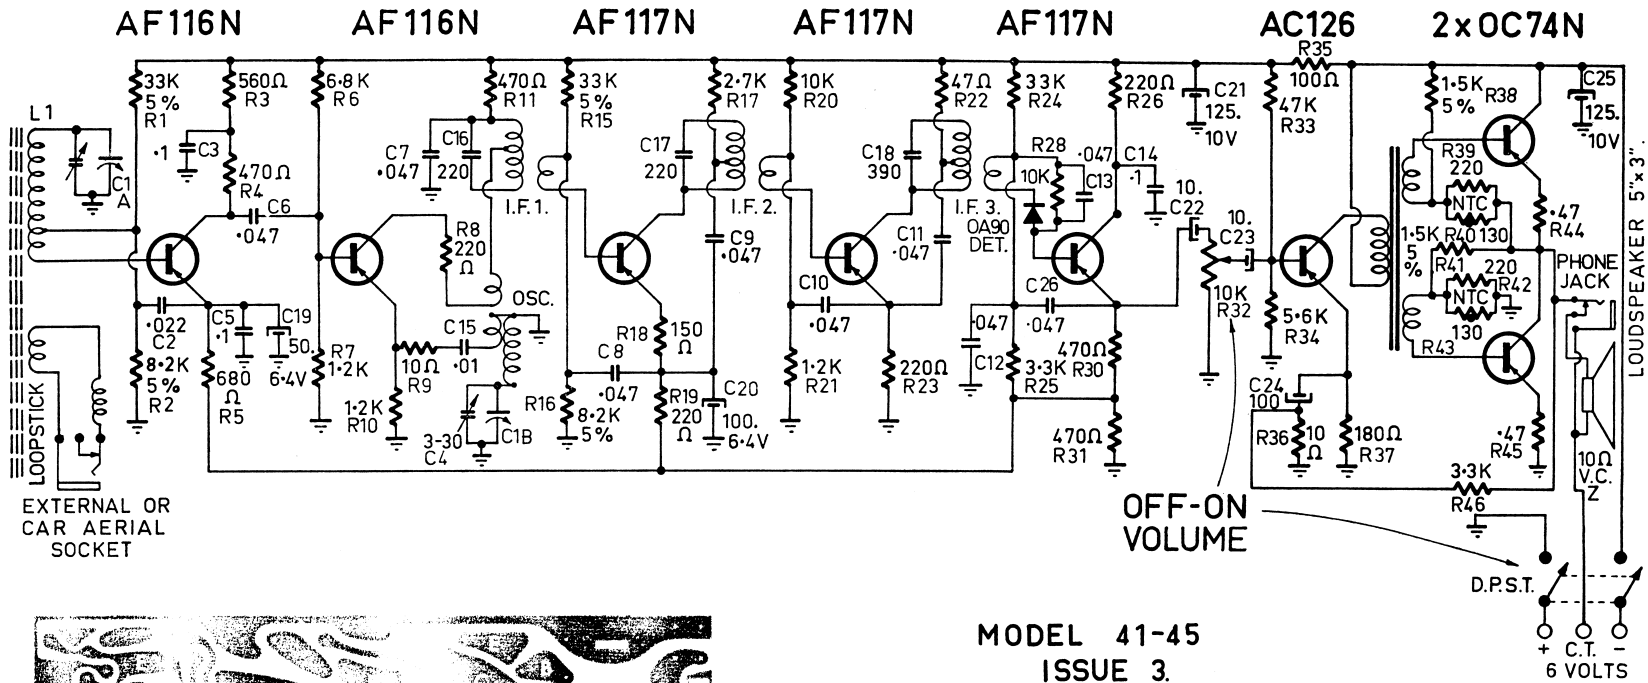 AF116N
AF116N
AF117N
AF117N
AF117N
AC126
2xOC74N
L1
33K
5%
R1
560Ω
R3
6·8K
R6
470Ω
R11
33K
5%
R15
2·7K
R17
10K
R20
47Ω
R22
33K
R24
220Ω
R26
C21
125.
10V
R35
100Ω
47K
R33
1·5K
5%
R38
C25
125.
10V
C1
A
·1
C3
470Ω
R4
C6
·047
C7
·047
C16
220
I.F.1.
C17
220
I.F.2.
C18
390
I.F.3.
OA90
DET.
R28
10K
·047
C13
C14
·1
10.
C22
10.
C23
R39
220
NTC
R40
130
·47
R44
R8
220
Ω
C9
·047
C11
·047
1·5K
5%
R41
220
R42
NTC
130
R43
PHONE
JACK
LOUDSPEAKER 5"x3".
OSC.
C10
·047
C26
·047
10K
R32
5·6K
R34
·022
C2
C5
·1
C19
50.
6·4V
R7
1·2K
10Ω
R9
C15
·01
R18
150
Ω
C8
·047
·047
C12
8·2K
5%
R2
680
Ω
R5
1·2K
R10
3-30
C4
C1B
R16
8·2K
5%
R19
220
Ω
C20
100.
6·4V
1·2K
R21
220Ω
R23
3·3K
R25
470Ω
R30
470Ω
R31
C24
100
R36
10
Ω
180Ω
R37
·47
R45
10Ω
V.C.
Z
3·3K
R46
LOOPSTICK
EXTERNAL OR
CAR AERIAL
SOCKET
OFF-ON
VOLUME
D.P.S.T.
+ C.T. −
6 VOLTS
MODEL 41-45
ISSUE 3.